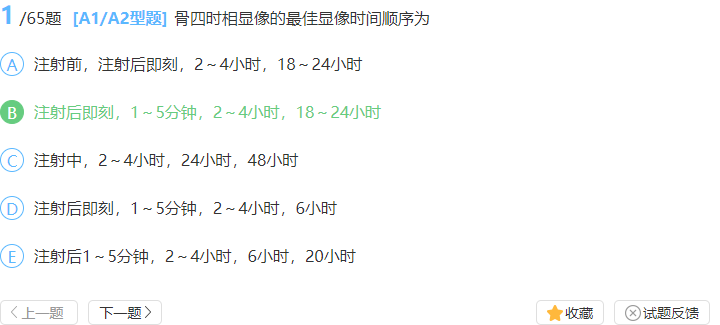 1 /65题 [A1/A2型题] 骨四时相显像的最佳显像时间顺序为
A 注射前，注射后即刻，2～4小时，18～24小时
B 注射后即刻，1～5分钟，2～4小时，18～24小时
C 注射中，2～4小时，24小时，48小时
D 注射后即刻，1～5分钟，2～4小时，6小时
E 注射后1～5分钟，2～4小时，6小时，20小时
上一题 下一题 收藏 试题反馈